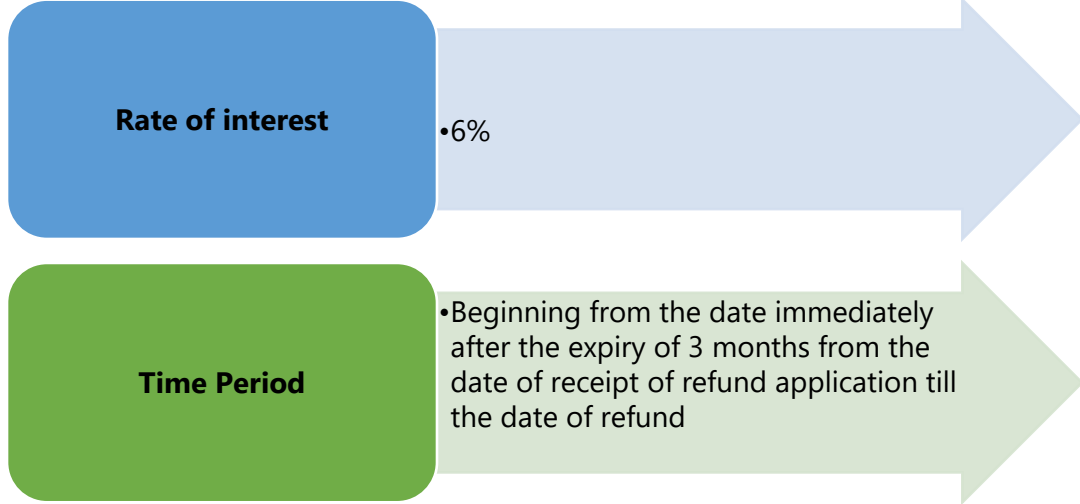 Rate of interest
•6%
Time Period
•Beginning from the date immediately
after the expiry of 3 months from the
date of receipt of refund application till
the date of refund